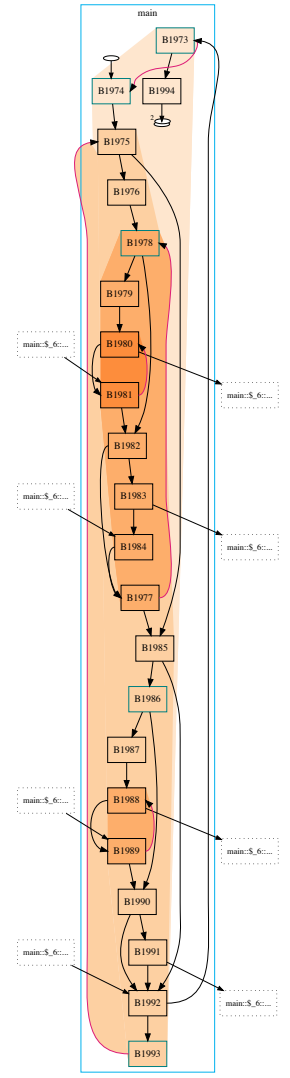 main
B1973
B1974
B1994
2
B1975
B1976
B1978
B1979
B1980
main::$_6::...
B1981
main::$_6::...
B1982
B1983
main::$_6::...
B1984
main::$_6::...
B1977
B1985
B1986
B1987
B1988
main::$_6::...
B1989
main::$_6::...
B1990
B1991
main::$_6::...
B1992
main::$_6::...
B1993